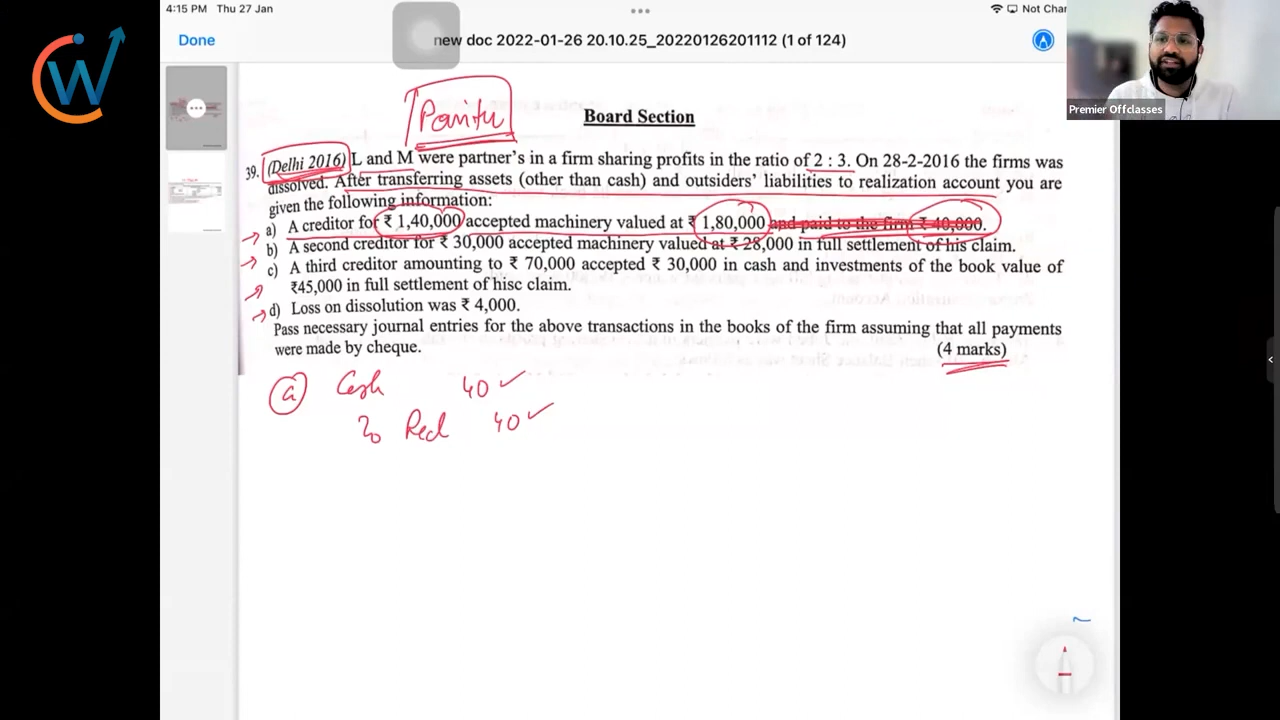 4:15 PM Thu 27 Jan
Not Char
Done
new doc 2022-01-26 20.10.25_20220126201112 (1 of 124)
Premier Offclasses
Board Section
39. (Delhi 2016) L and M were partner's in a firm sharing profits in the ratio of 2 : 3. On 28-2-2016 the firms was
dissolved. After transferring assets (other than cash) and outsiders' liabilities to realization account you are
given the following information:
a) A creditor for ₹ 1,40,000 accepted machinery valued at ₹ 1,80,000 and paid to the firm ₹ 40,000.
b) A second creditor for ₹ 30,000 accepted machinery valued at ₹ 28,000 in full settlement of his claim.
c) A third creditor amounting to ₹ 70,000 accepted ₹ 30,000 in cash and investments of the book value of
₹45,000 in full settlement of hisc claim.
d) Loss on dissolution was ₹ 4,000.
Pass necessary journal entries for the above transactions in the books of the firm assuming that all payments
were made by cheque.
(4 marks)
a Cash 40
To Real 40